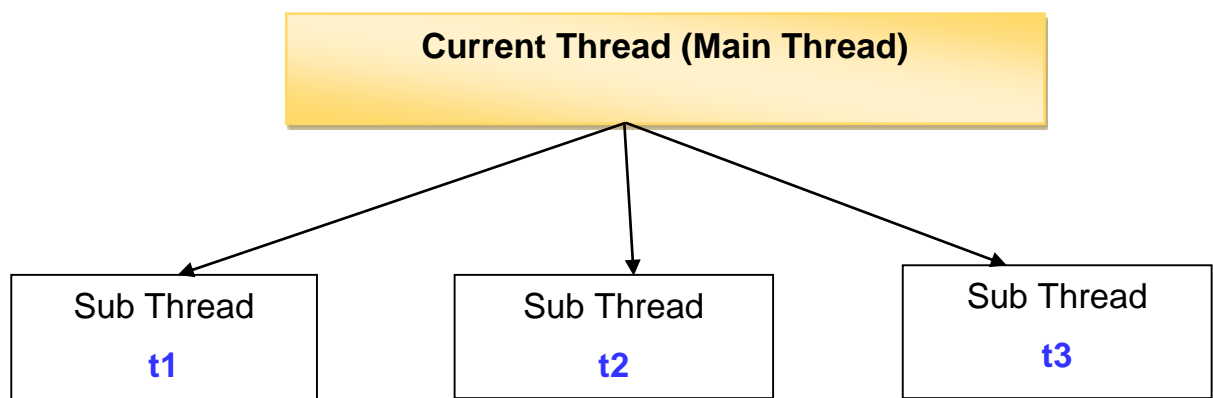 Current Thread (Main Thread)
Sub Thread
t1
Sub Thread
t2
Sub Thread
t3